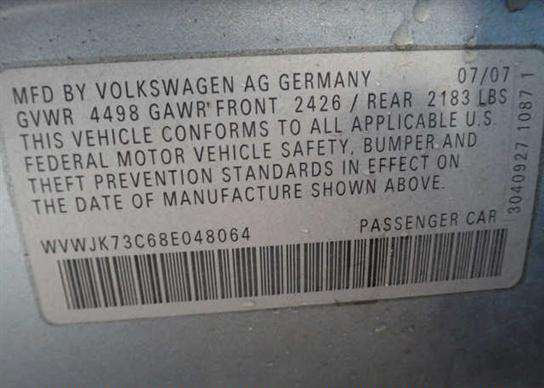 MFD BY VOLKSWAGEN AG GERMANY 07/07
GVWR 4498 GAWR FRONT 2426 / REAR 2183 LBS
THIS VEHICLE CONFORMS TO ALL APPLICABLE U.S.
FEDERAL MOTOR VEHICLE SAFETY, BUMPER AND
THEFT PREVENTION STANDARDS IN EFFECT ON
THE DATE OF MANUFACTURE SHOWN ABOVE.
WVWJK73C68E048064 PASSENGER CAR
3040927 10871